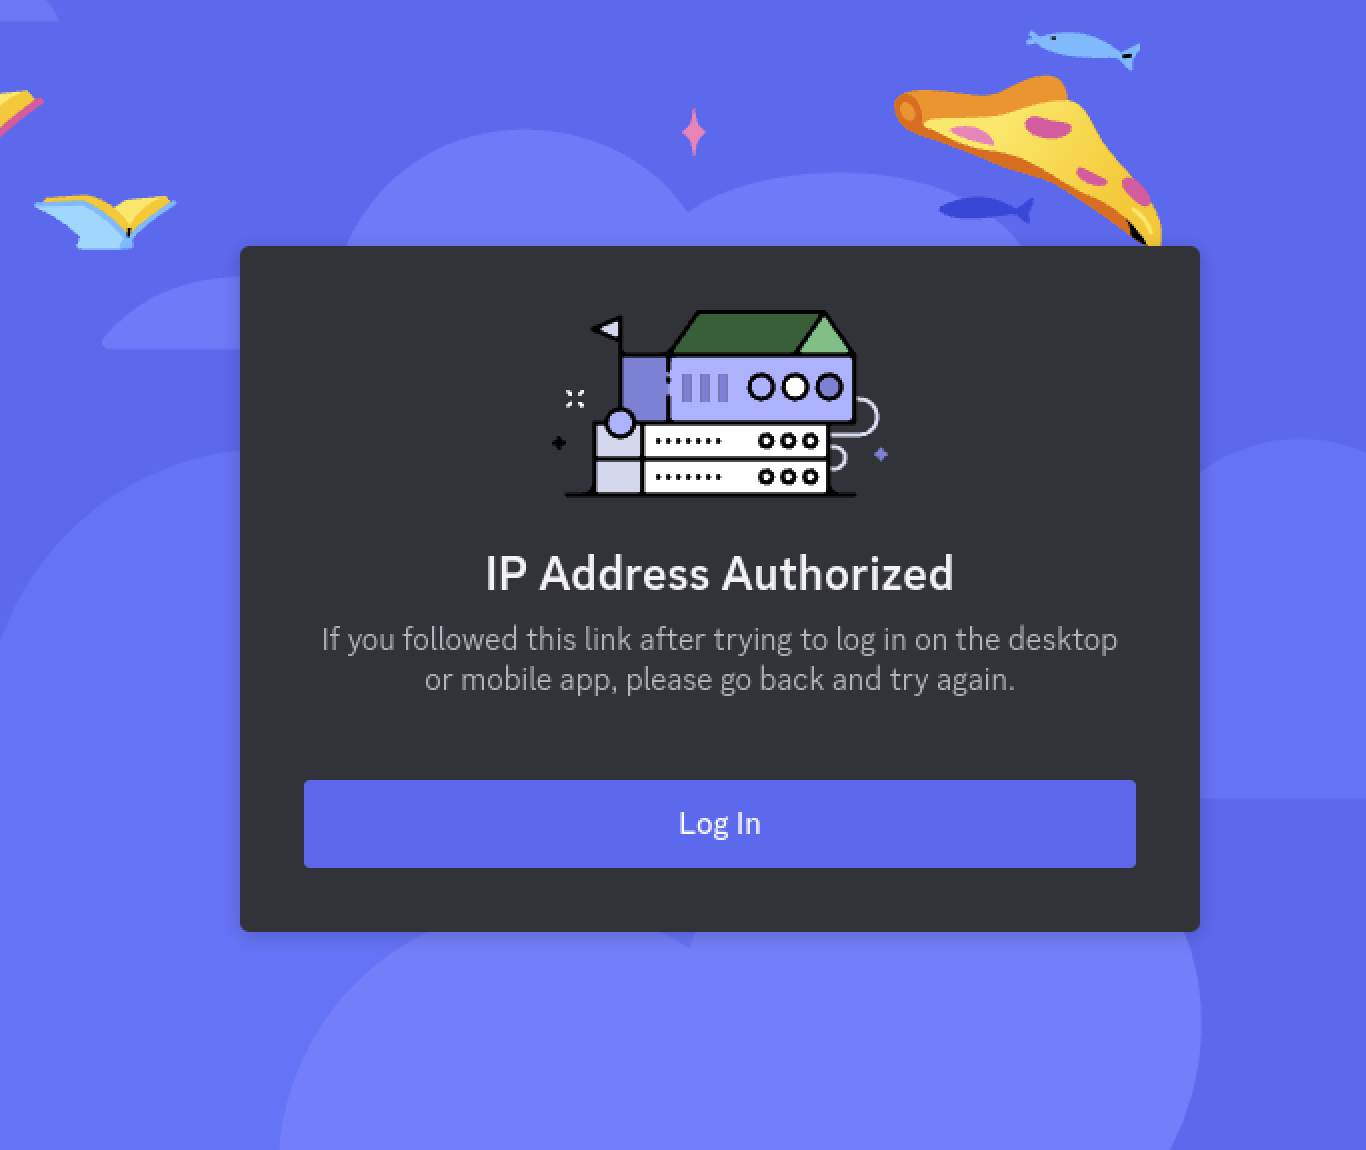 IP Address Authorized
If you followed this link after trying to log in on the desktop
or mobile app, please go back and try again.
Log In